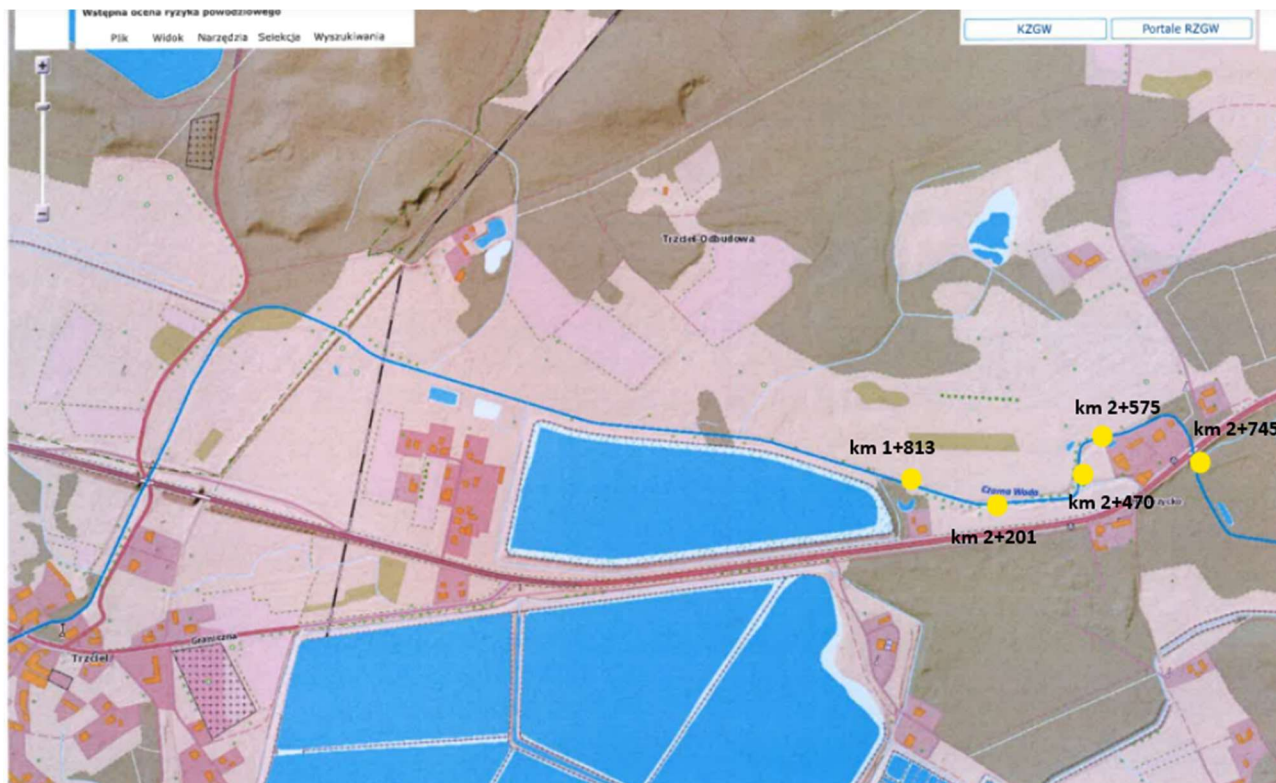 Wstępna ocena ryzyka powodziowego
Plik Widok Narzędzia Selekcja Wyszukiwania
KZGW
Portale RZGW
Trzciel-Odbudowa
km 2+575
km 2+745
km 1+813
Czarna Woda
km 2+470
km 2+201
Graniczna
Trzciel